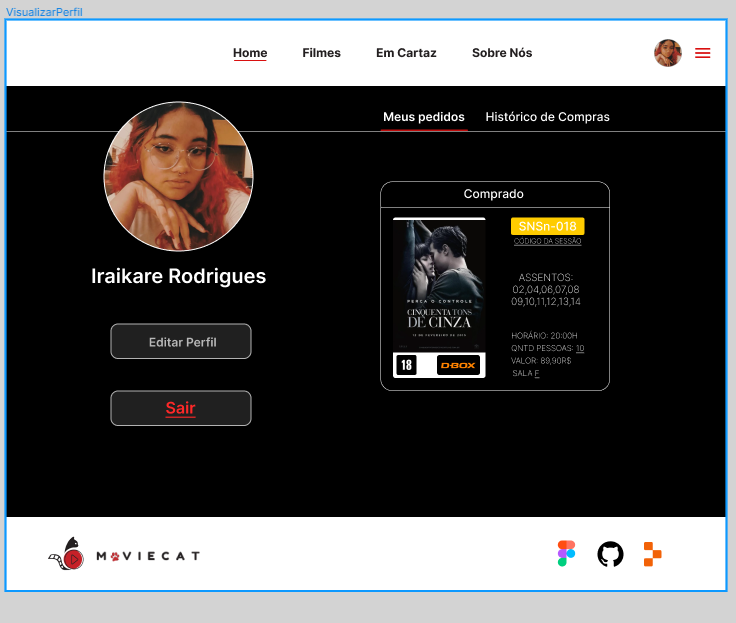 VisualizarPerfil
Home Filmes Em Cartaz Sobre Nós
Meus pedidos Histórico de Compras
Iraikare Rodrigues
Editar Perfil
Sair
Comprado
PERCA O CONTROLE
CINQUENTA TONS
DE CINZA
12 DE FEVEREIRO DE 2015
18 D-BOX
SNSn-018
CÓDIGO DA SESSÃO
ASSENTOS:
02,04,06,07,08
09,10,11,12,13,14
HORÁRIO: 20:00H
QNTD PESSOAS: 10
VALOR: 89,90R$
SALA F
MOVIECAT